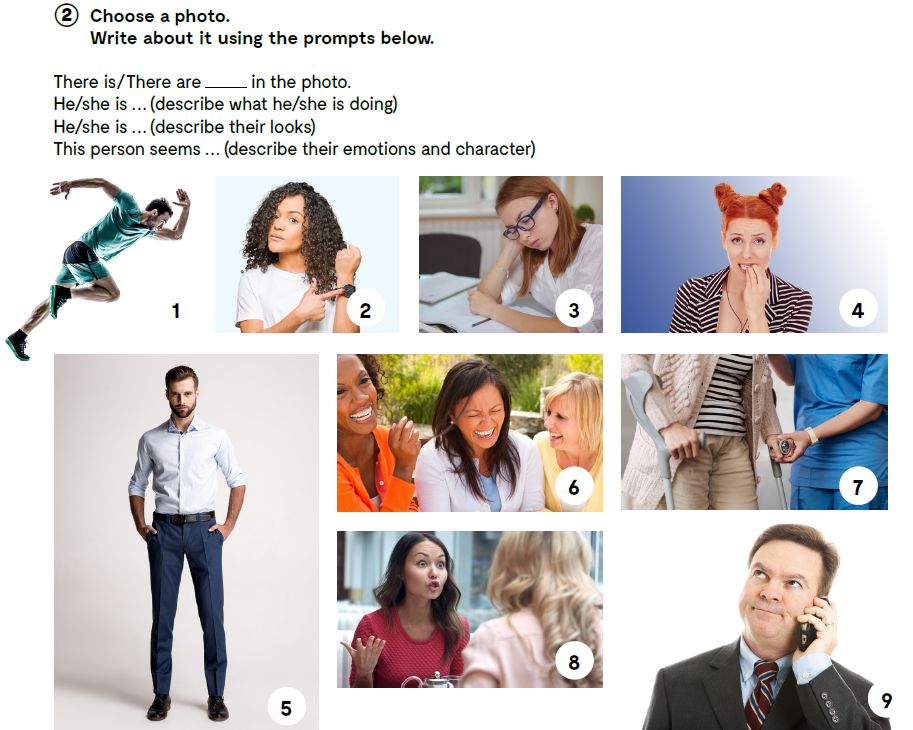 2 Choose a photo.
Write about it using the prompts below.
There is/There are _____ in the photo.
He/she is ... (describe what he/she is doing)
He/she is ... (describe their looks)
This person seems ... (describe their emotions and character)
1
2
3
4
5
6
7
8
9